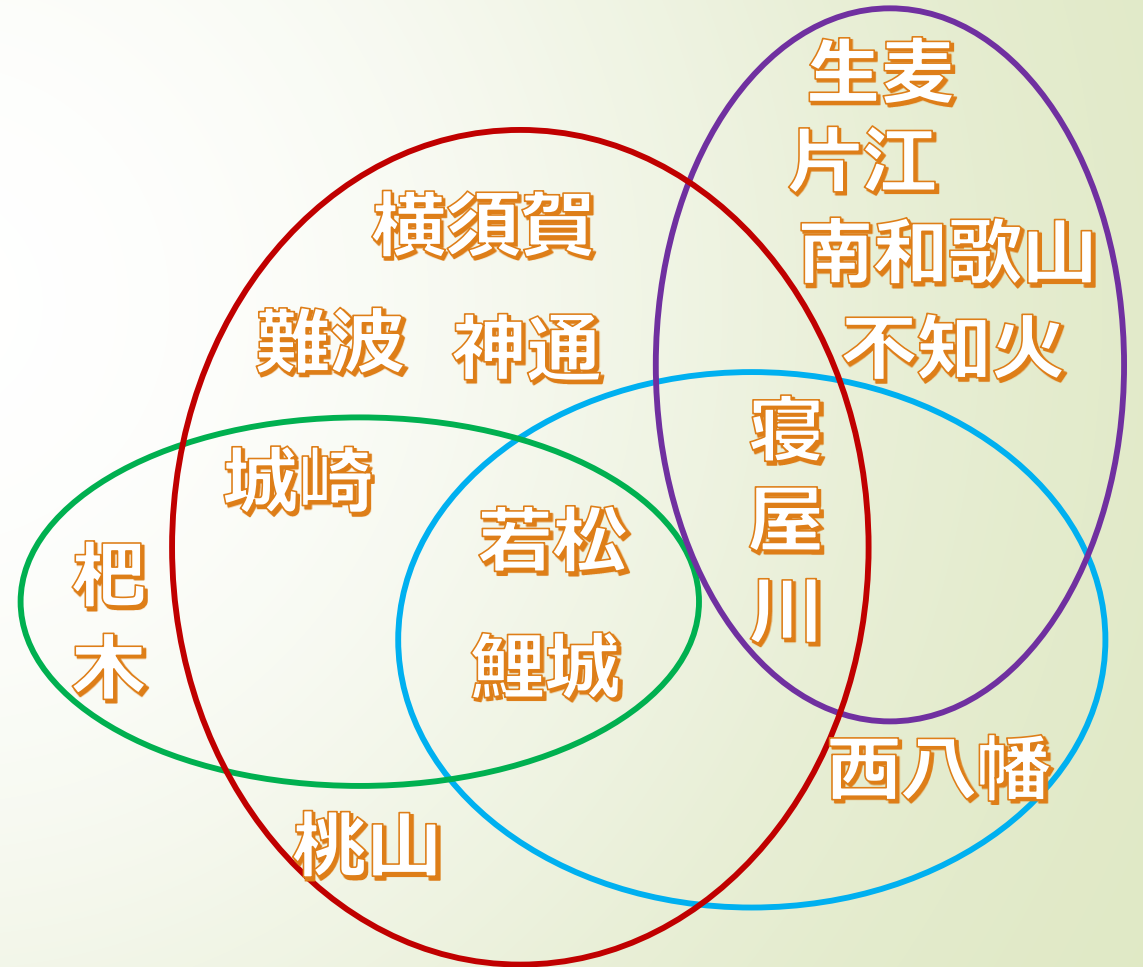 生麦
片江
南和歌山
不知火
横須賀
難波
神通
城崎
若松
鯉城
杷木
寝屋川
西八幡
桃山